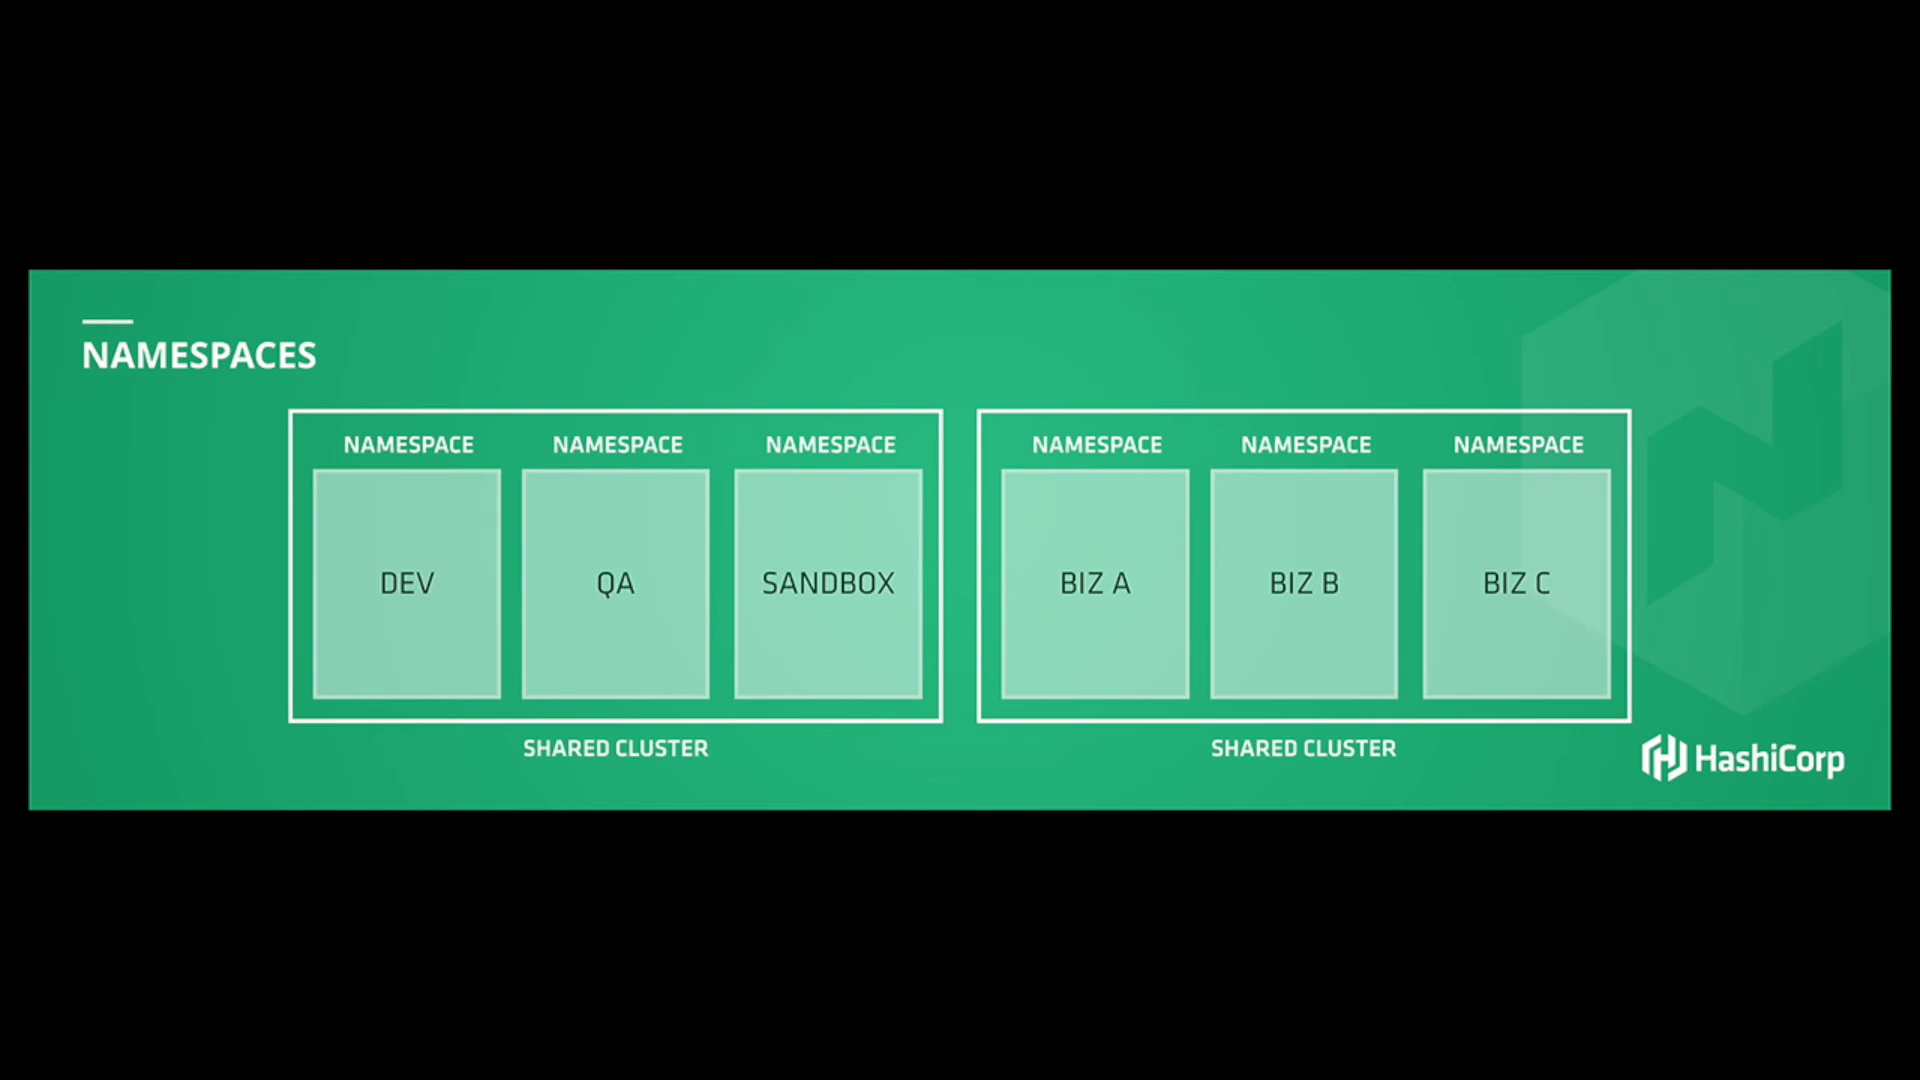 NAMESPACES
NAMESPACE NAMESPACE NAMESPACE
DEV QA SANDBOX
SHARED CLUSTER
NAMESPACE NAMESPACE NAMESPACE
BIZ A BIZ B BIZ C
SHARED CLUSTER
HashiCorp